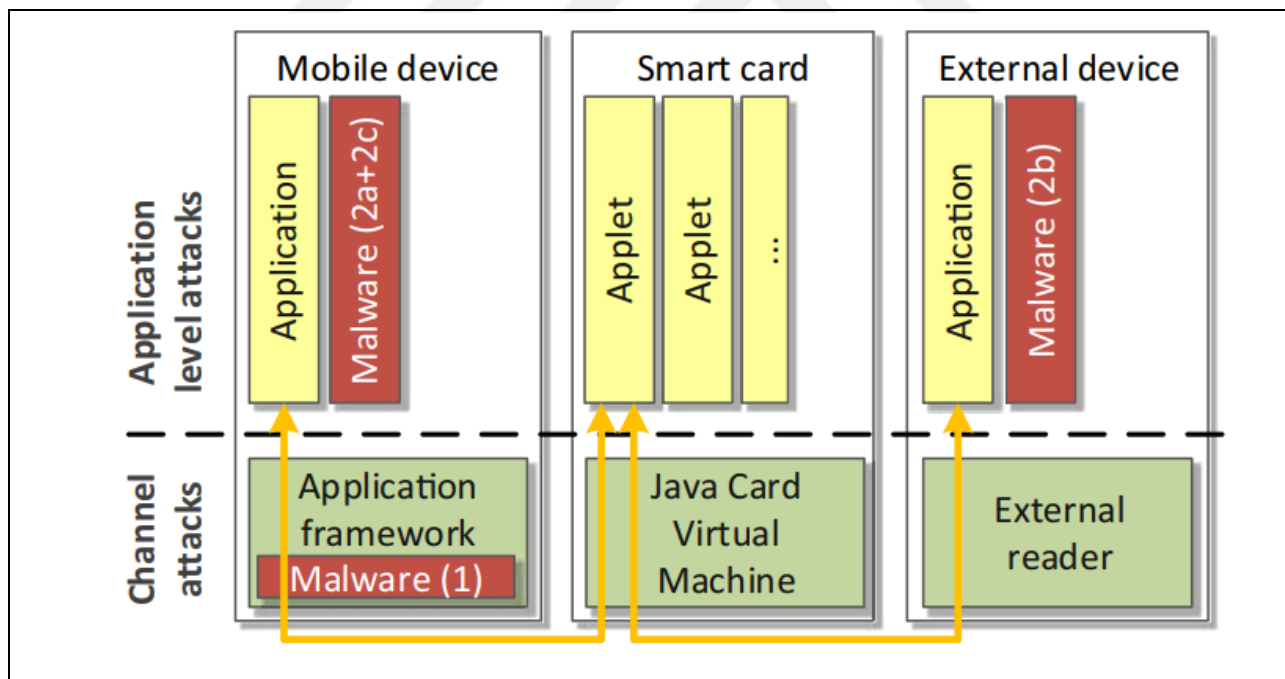 Mobile device
Smart card
External device
Application
level attacks
Application
Malware (2a+2c)
Applet
Applet
...
Application
Malware (2b)
Channel
attacks
Application
framework
Malware (1)
Java Card
Virtual
Machine
External
reader